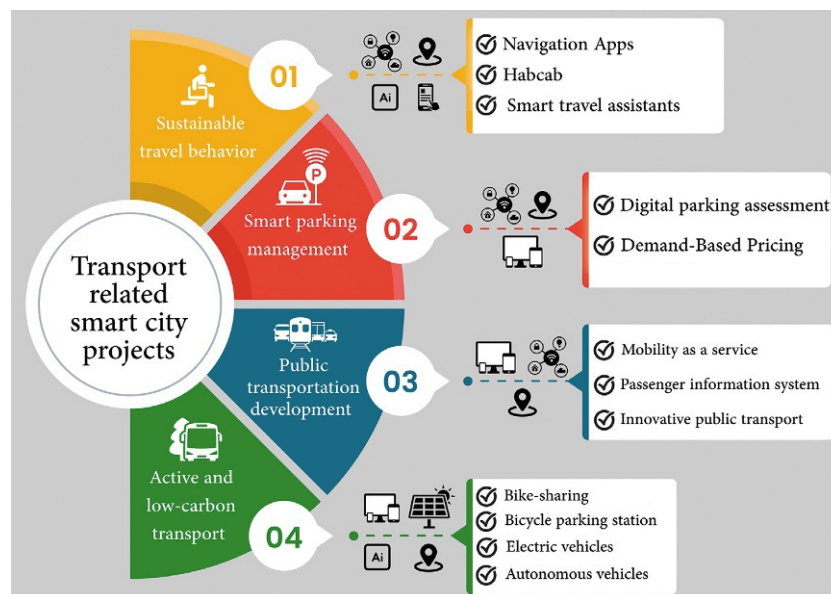 Transport
related
smart city
projects
Sustainable
travel behavior
01
Ai
Navigation Apps
Habcab
Smart travel assistants
Smart parking
management
P
02
Digital parking assessment
Demand-Based Pricing
Public
transportation
development
03
Mobility as a service
Passenger information system
Innovative public transport
Active and
low-carbon
transport
04
Ai
Bike-sharing
Bicycle parking station
Electric vehicles
Autonomous vehicles